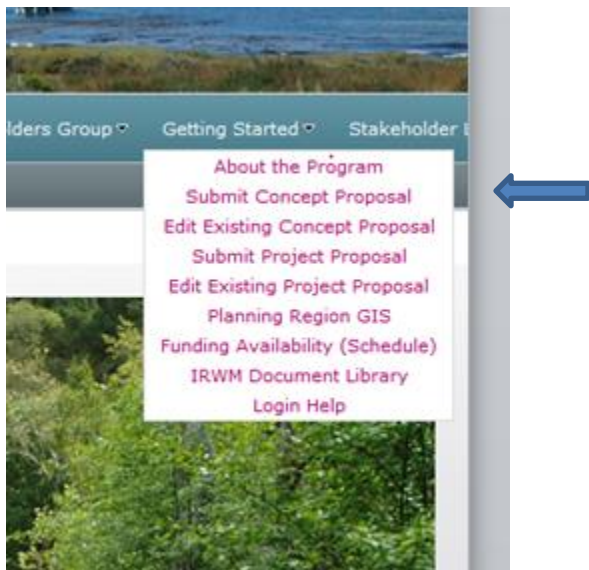 lders Group Getting Started Stakeholder
About the Program
Submit Concept Proposal
Edit Existing Concept Proposal
Submit Project Proposal
Edit Existing Project Proposal
Planning Region GIS
Funding Availability (Schedule)
IRWM Document Library
Login Help